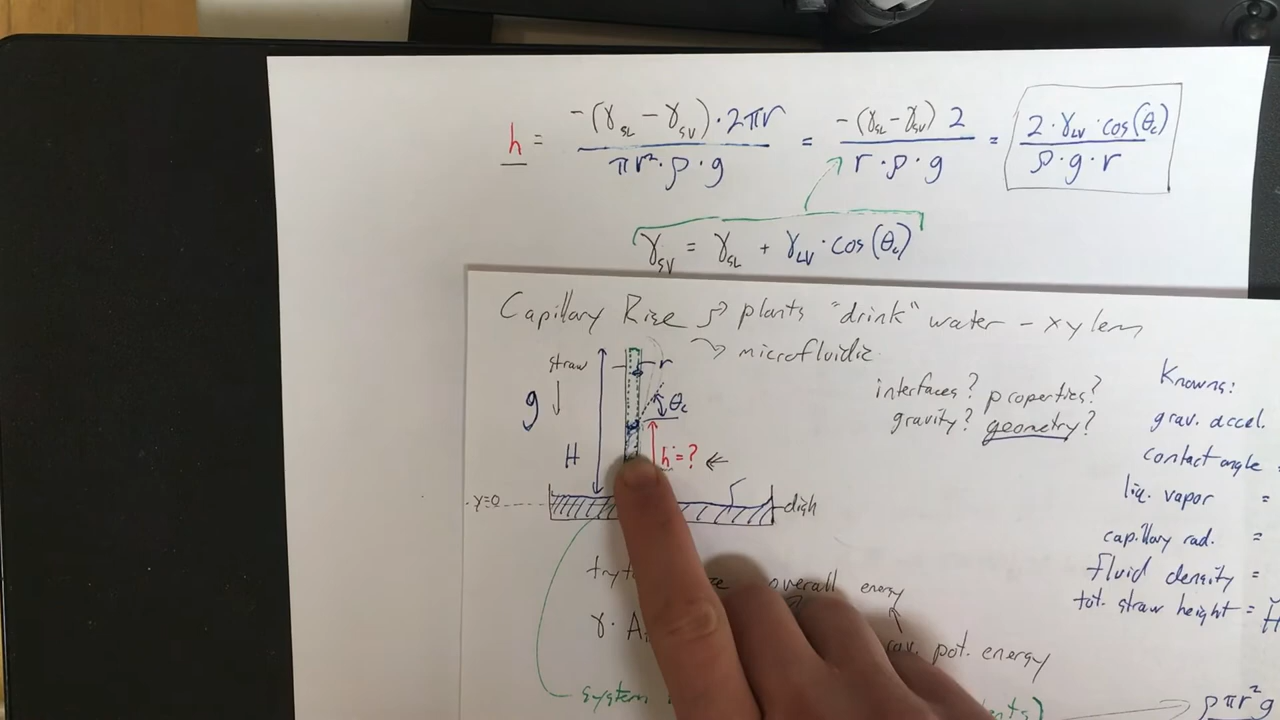 h = -(γSL - γSV) · 2πr / πr² · ρ · g = -(γSL - γSV) 2 / r · ρ · g = 2 · γLV · cos(θc) / ρ · g · r
γSV = γSL + γLV · cos(θc)
Capillary Rise → plants "drink" water - xylem
→ microfluidic
straw
r
g
θc
H
h = ?
y=0
dish
interfaces? properties?
gravity? geometry?
Knowns:
grav. accel.
contact angle =
liq. vapor =
capillary rad. =
fluid density =
tot. straw height = H
overall energy
γ ·
pot. energy
system
ρπr²g